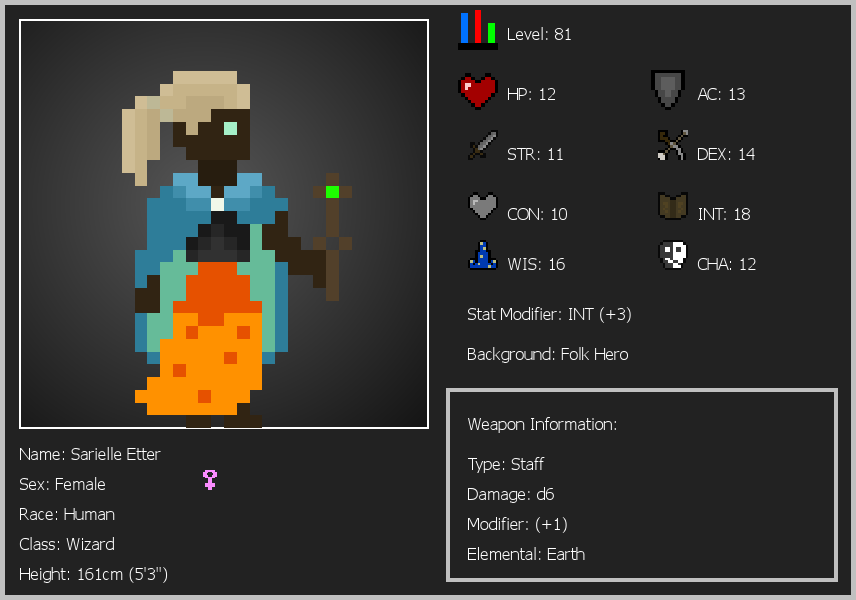 Level: 81
HP: 12
AC: 13
STR: 11
DEX: 14
CON: 10
INT: 18
WIS: 16
CHA: 12
Stat Modifier: INT (+3)
Background: Folk Hero
Weapon Information:
Type: Staff
Damage: d6
Modifier: (+1)
Elemental: Earth
Name: Sarielle Etter
Sex: Female
Race: Human
Class: Wizard
Height: 161cm (5'3")